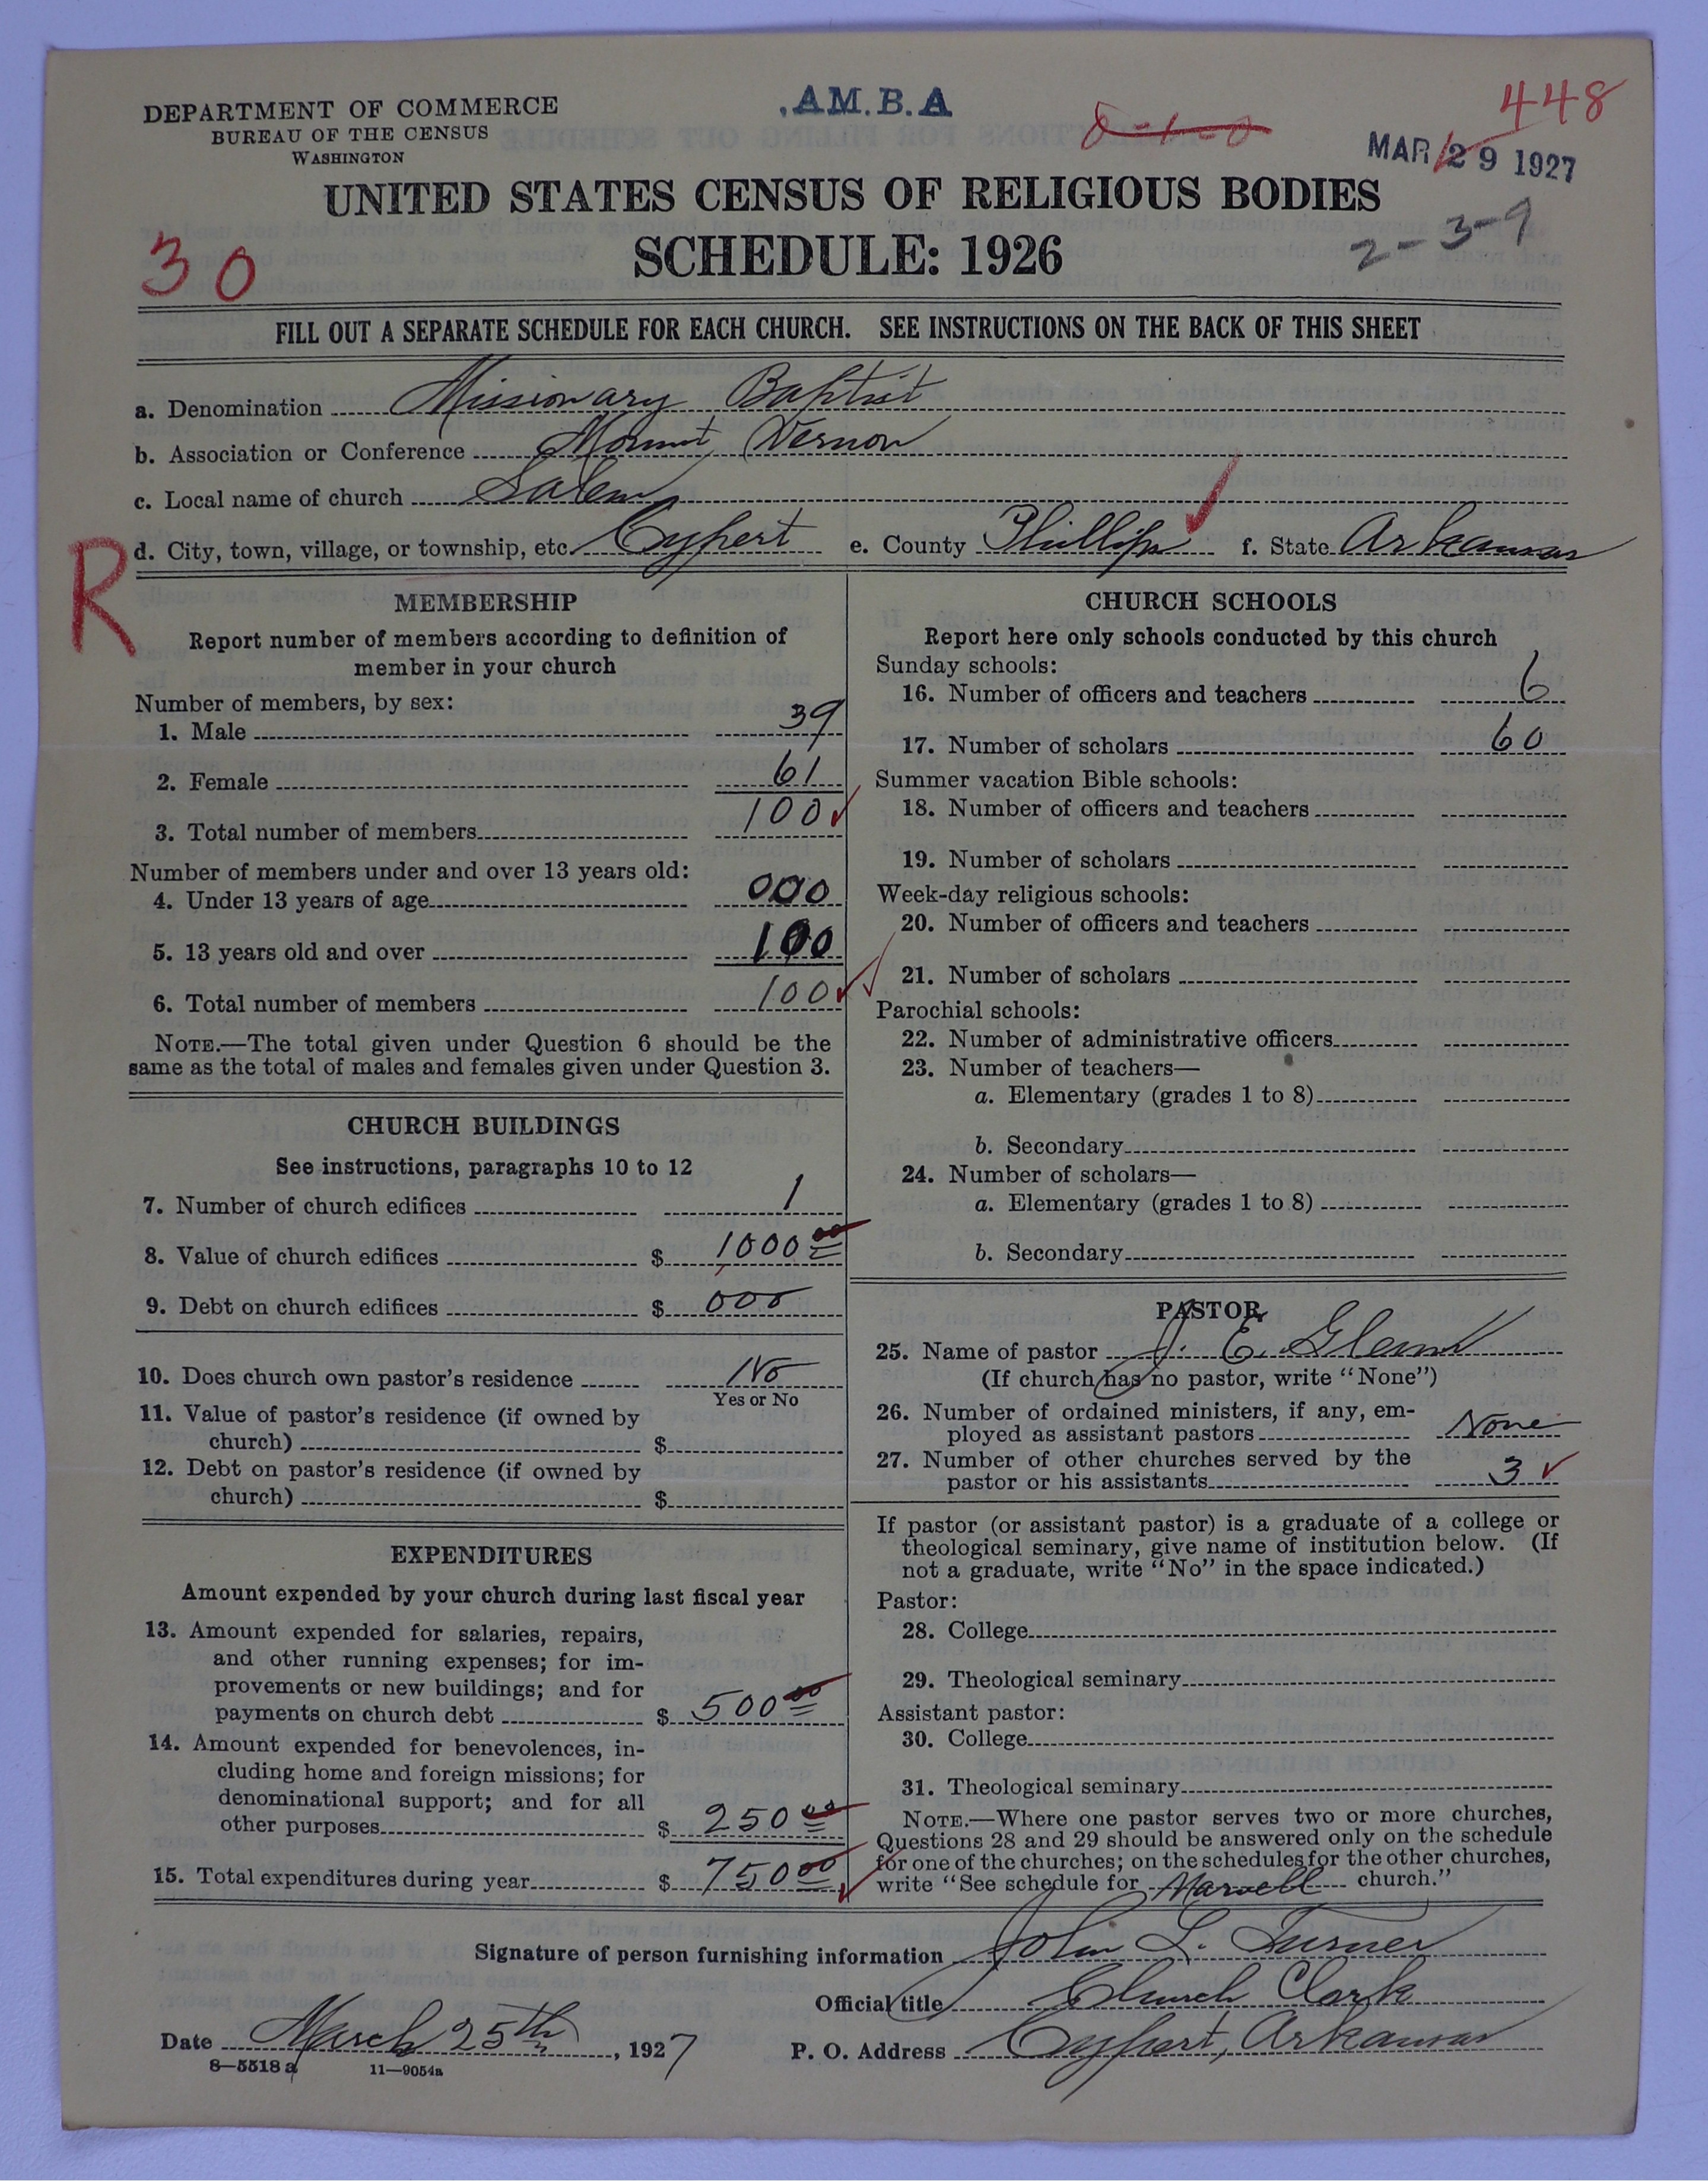 .A M. B. A
448
DEPARTMENT OF COMMERCE
BUREAU OF THE CENSUS
WASHINGTON
0-1-0
MAR 29 1927
UNITED STATES CENSUS OF RELIGIOUS BODIES
SCHEDULE: 1926
30
2-3-9
FILL OUT A SEPARATE SCHEDULE FOR EACH CHURCH. SEE INSTRUCTIONS ON THE BACK OF THIS SHEET
a. Denomination Missionary Baptist
b. Association or Conference Mount Vernon
c. Local name of church Salem
d. City, town, village, or township, etc. Cypert e. County Phillips f. State Arkansas
R
MEMBERSHIP
Report number of members according to definition of
member in your church
Number of members, by sex:
1. Male 39
2. Female 61
3. Total number of members 100
Number of members under and over 13 years old:
4. Under 13 years of age 000
5. 13 years old and over 100
6. Total number of members 100
NOTE.—The total given under Question 6 should be the
same as the total of males and females given under Question 3.
CHURCH BUILDINGS
See instructions, paragraphs 10 to 12
7. Number of church edifices 1
8. Value of church edifices $ 1000 00
9. Debt on church edifices $ 000
10. Does church own pastor's residence No
Yes or No
11. Value of pastor's residence (if owned by
church) $
12. Debt on pastor's residence (if owned by
church) $
EXPENDITURES
Amount expended by your church during last fiscal year
13. Amount expended for salaries, repairs,
and other running expenses; for im-
provements or new buildings; and for
payments on church debt $ 500 00
14. Amount expended for benevolences, in-
cluding home and foreign missions; for
denominational support; and for all
other purposes $ 250 00
15. Total expenditures during year $ 750 00
CHURCH SCHOOLS
Report here only schools conducted by this church
Sunday schools:
16. Number of officers and teachers 6
17. Number of scholars 60
Summer vacation Bible schools:
18. Number of officers and teachers
19. Number of scholars
Week-day religious schools:
20. Number of officers and teachers
21. Number of scholars
Parochial schools:
22. Number of administrative officers
23. Number of teachers—
a. Elementary (grades 1 to 8)
b. Secondary
24. Number of scholars—
a. Elementary (grades 1 to 8)
b. Secondary
PASTOR
25. Name of pastor J. E. Glenn
(If church has no pastor, write "None")
26. Number of ordained ministers, if any, em-
ployed as assistant pastors None
27. Number of other churches served by the
pastor or his assistants 3
If pastor (or assistant pastor) is a graduate of a college or
theological seminary, give name of institution below. (If
not a graduate, write "No" in the space indicated.)
Pastor:
28. College
29. Theological seminary
Assistant pastor:
30. College
31. Theological seminary
NOTE.—Where one pastor serves two or more churches,
Questions 28 and 29 should be answered only on the schedule
for one of the churches; on the schedules for the other churches,
write "See schedule for Marvell church."
Signature of person furnishing information John L. Turner
Official title Church Clark
Date March 25th, 1927 P. O. Address Cypert, Arkansas
8—5518 a 11—9054a